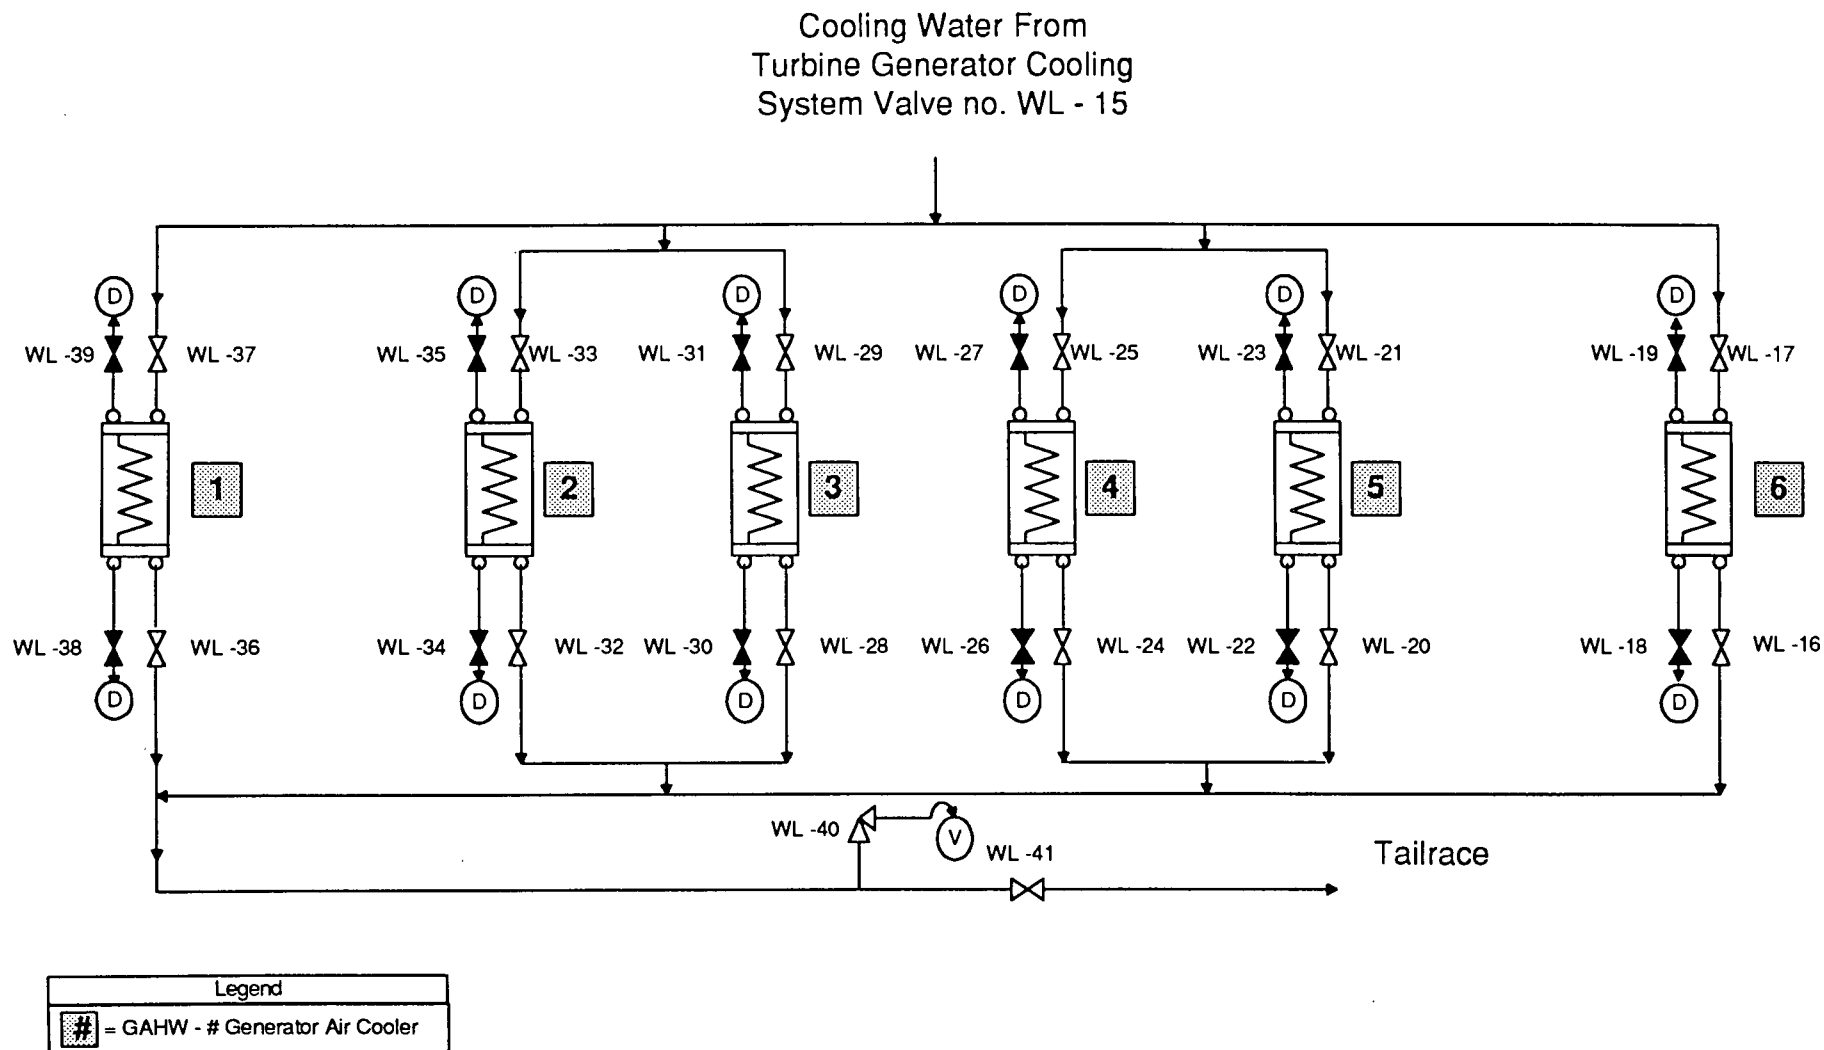 Cooling Water From
Turbine Generator Cooling
System Valve no. WL - 15
D D D D D D
WL -39 WL -37 WL -35 WL -33 WL -31 WL -29 WL -27 WL -25 WL -23 WL -21 WL -19 WL -17
1 2 3 4 5 6
WL -38 WL -36 WL -34 WL -32 WL -30 WL -28 WL -26 WL -24 WL -22 WL -20 WL -18 WL -16
D D D D D D
WL -40 V WL -41 Tailrace
Legend
# = GAHW - # Generator Air Cooler